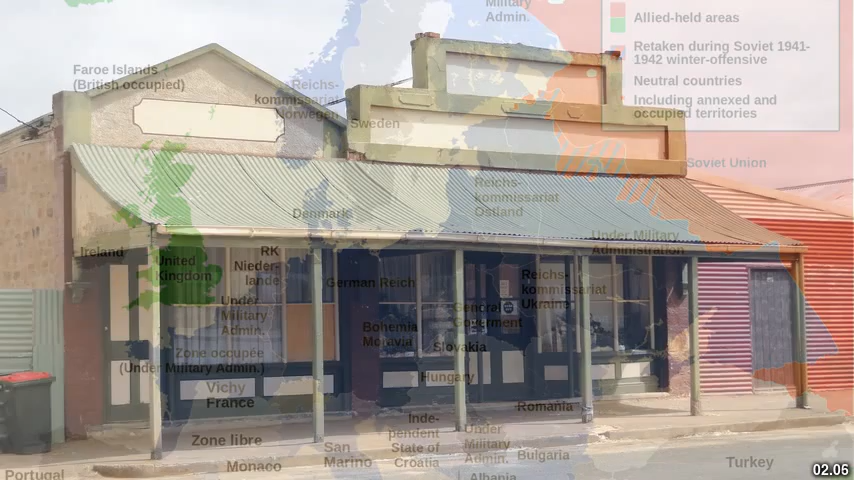 Military
Admin.
Allied-held areas
Retaken during Soviet 1941-
1942 winter-offensive
Neutral countries
Including annexed and
occupied territories
Faroe Islands
(British occupied)
Reichs-
kommissariat
Norwegen
Sweden
Soviet Union
Reichs-
kommissariat
Ostland
Denmark
Under Military
Administration
Ireland
United
Kingdom
RK
Nieder-
lande
German Reich
Reichs-
kommissariat
Ukraine
Under
Military
Admin.
General
Goverment
Bohemia
Moravia
Slovakia
Zone occupée
(Under Military Admin.)
Hungary
Vichy
France
Romania
Inde-
pendent
State of
Croatia
Under
Military
Admin.
Zone libre
San
Marino
Bulgaria
Monaco
Turkey
Portugal
Albania
02.06